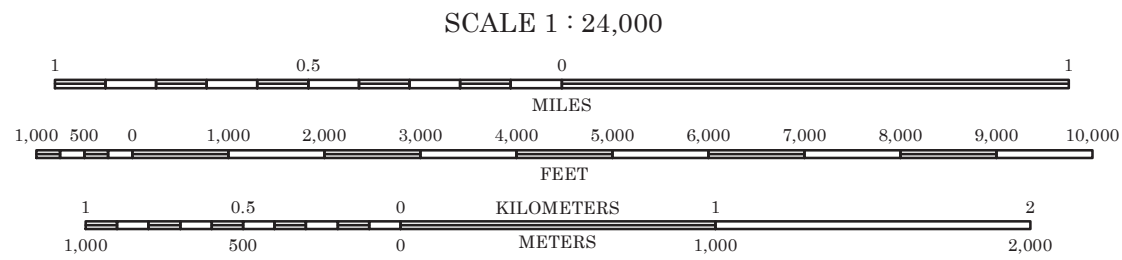 SCALE 1 : 24,000
1 0.5 0 1
MILES
1,000 500 0 1,000 2,000 3,000 4,000 5,000 6,000 7,000 8,000 9,000 10,000
FEET
1 0.5 0 KILOMETERS 1 2
1,000 500 0 METERS 1,000 2,000